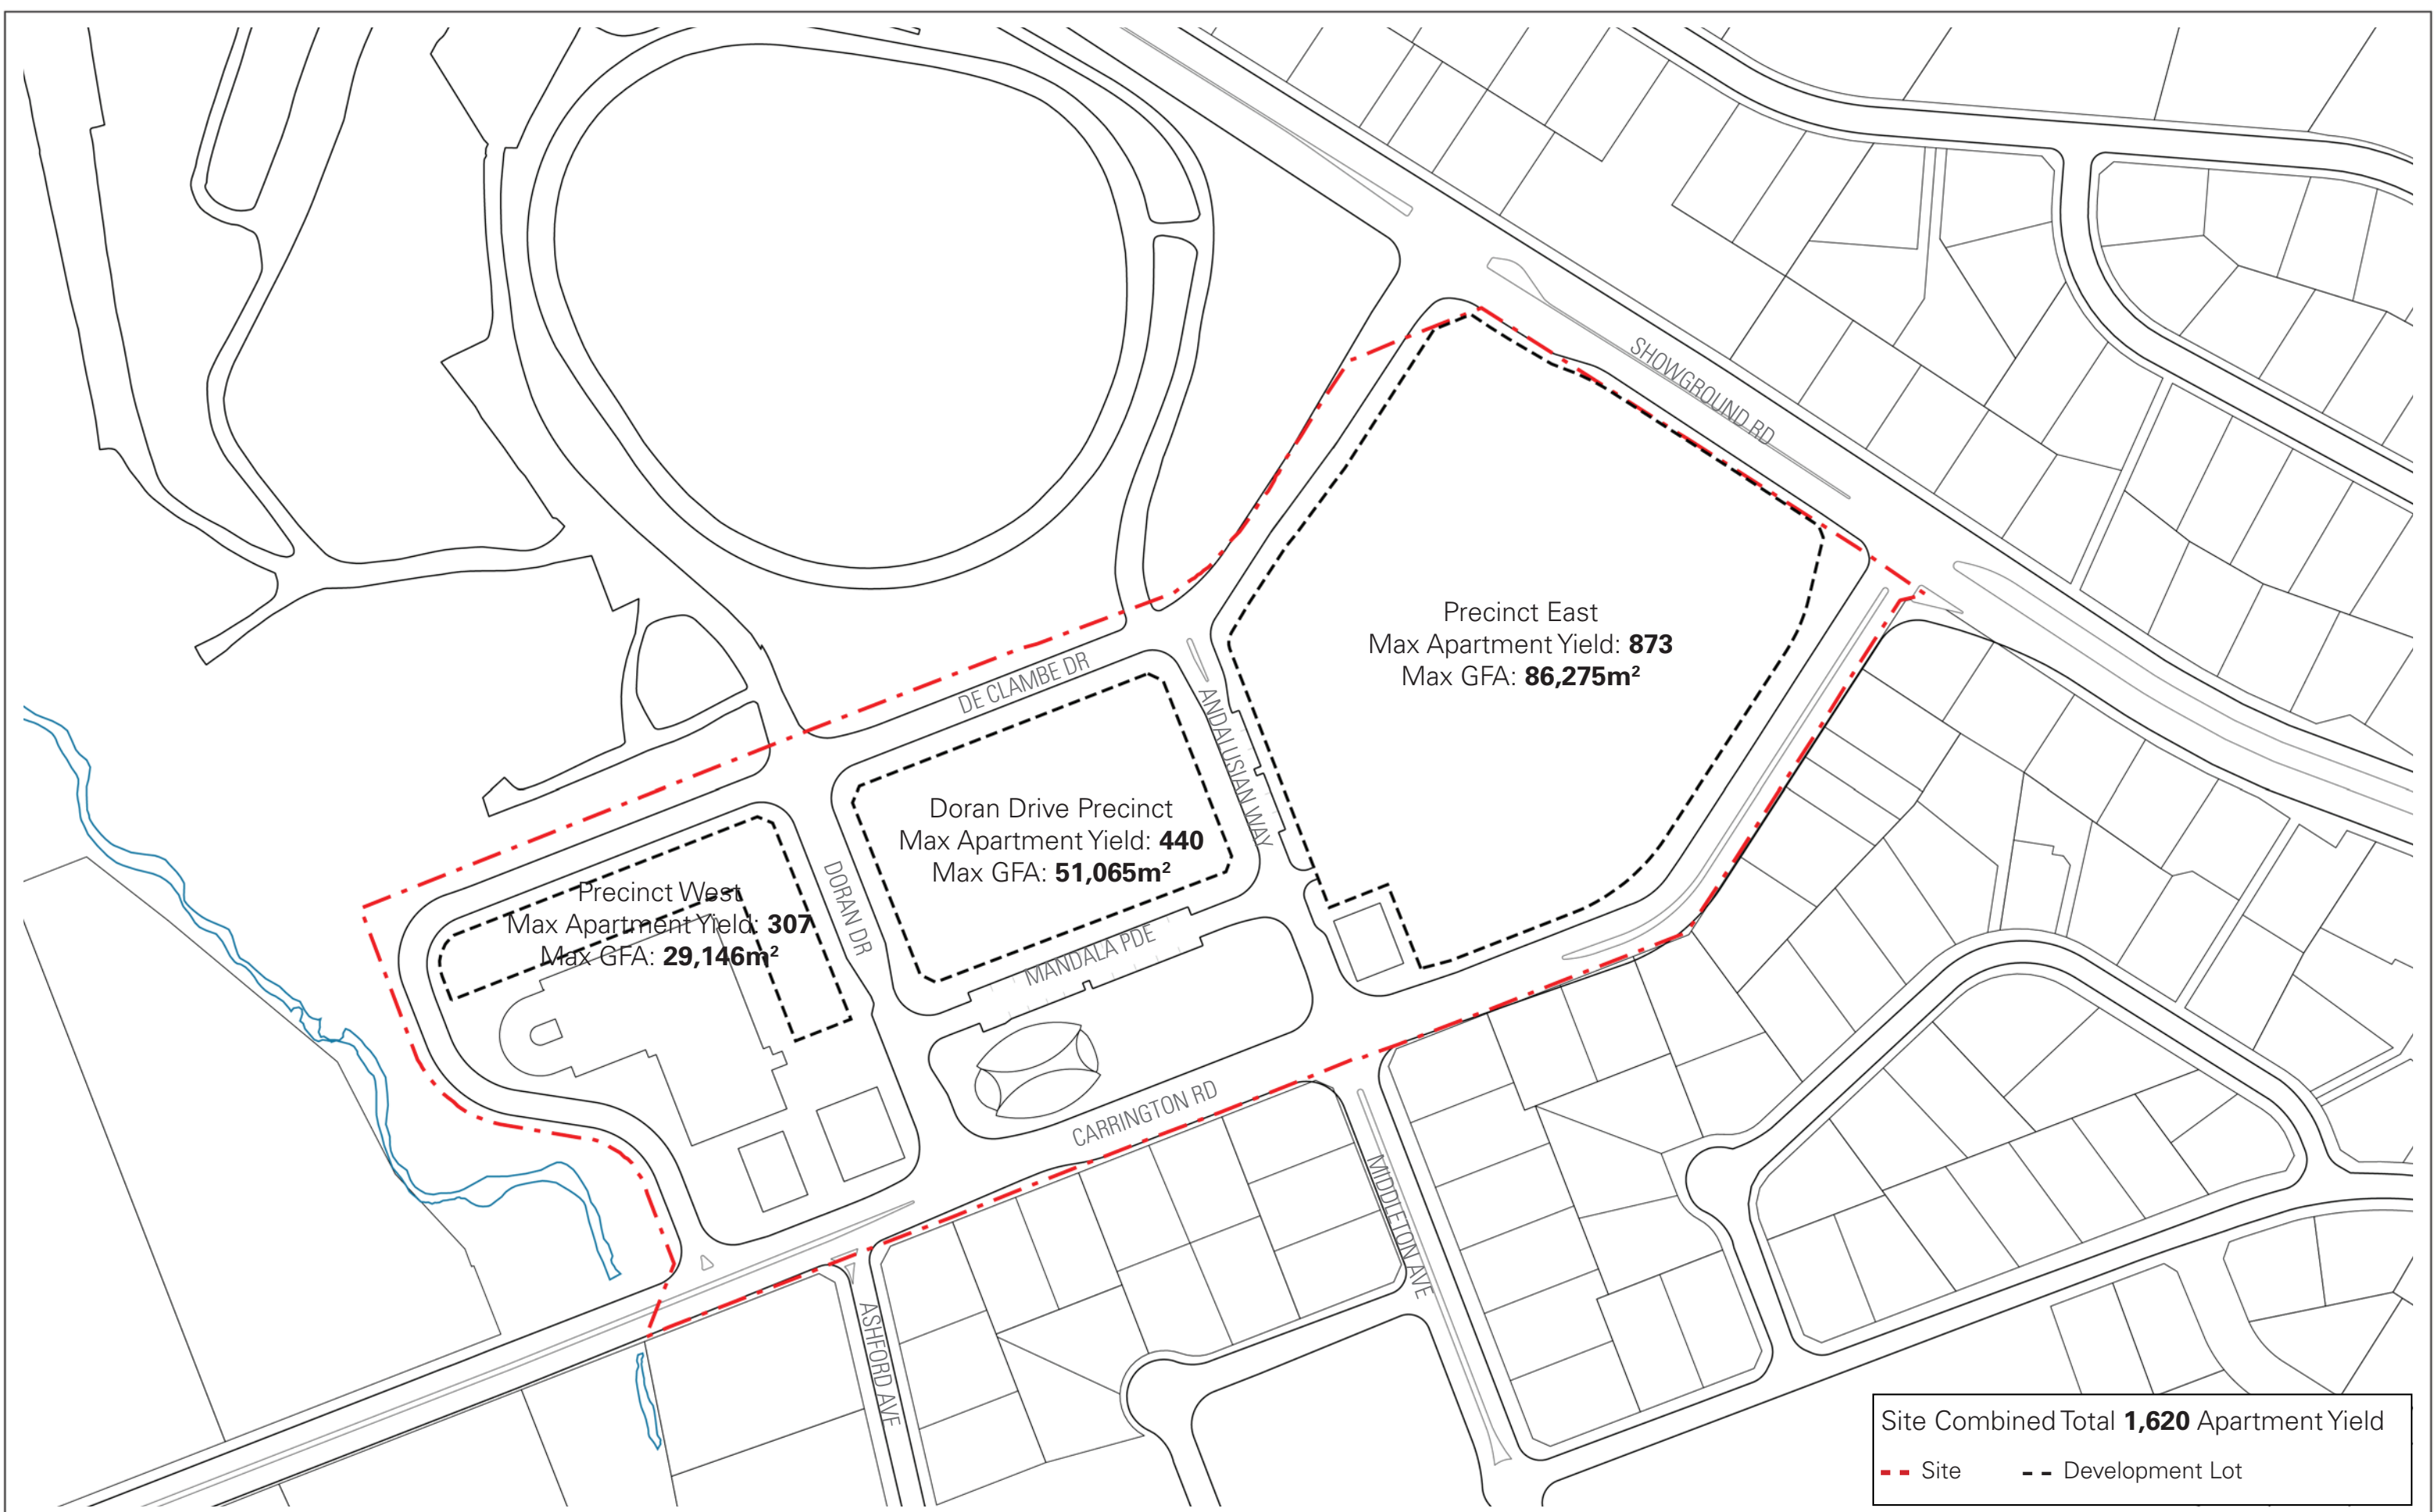 SHOWGROUND RD
Precinct East
Max Apartment Yield: 873
Max GFA: 86,275m²
DE CLAMBE DR
ANDALUSIAN WAY
Doran Drive Precinct
Max Apartment Yield: 440
Max GFA: 51,065m²
Precinct West
Max Apartment Yield: 307
Max GFA: 29,146m²
DORAN DR
MANDALA PDE
CARRINGTON RD
MIDDLETON AVE
ASHFORD AVE
Site Combined Total 1,620 Apartment Yield
Site
Development Lot